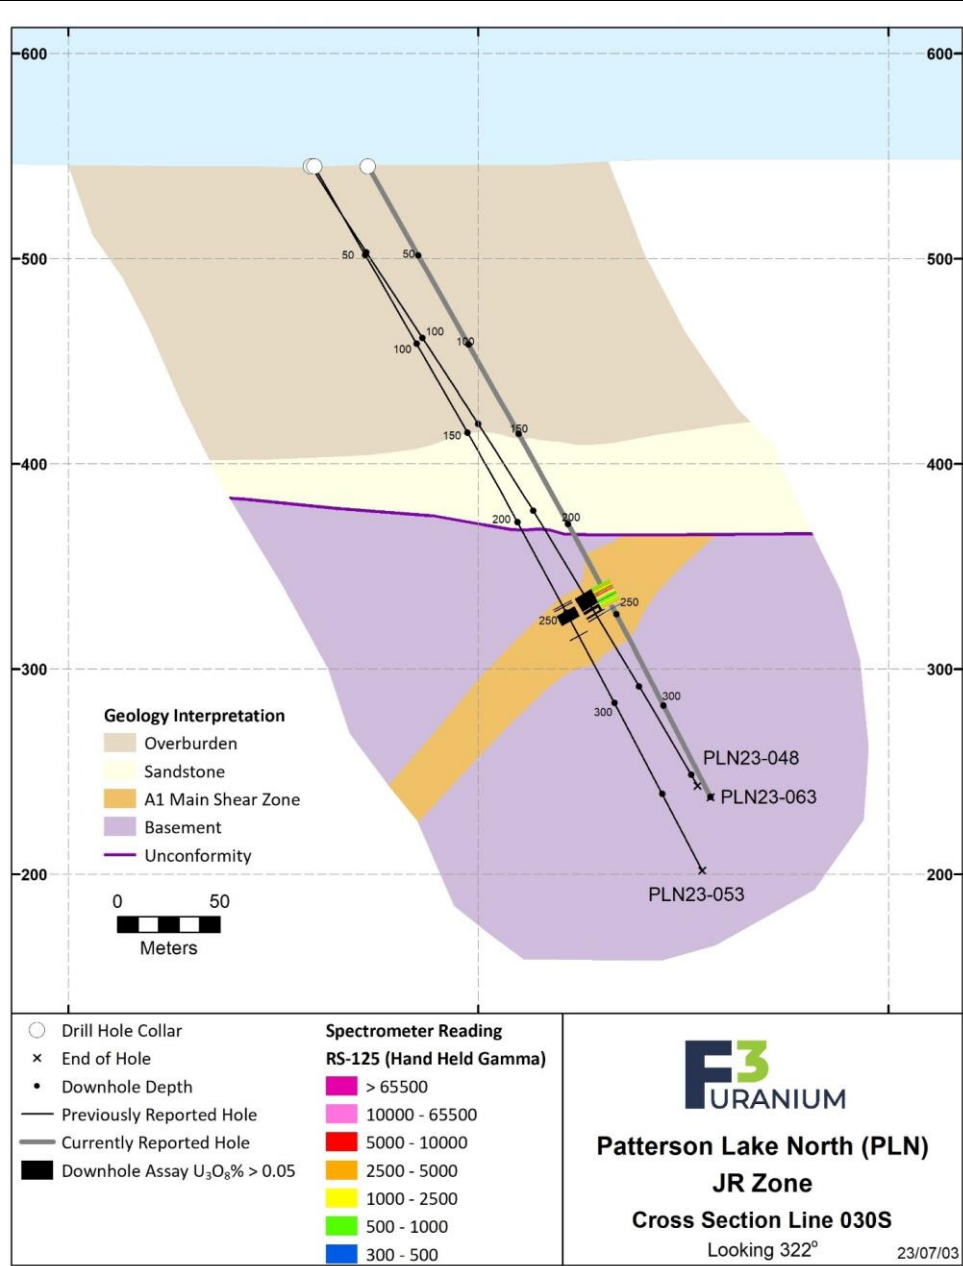 600
600
500
500
400
400
300
300
200
200
50
50
100
100
100
150
150
200
200
250
250
300
300
PLN23-048
PLN23-063
PLN23-053
Geology Interpretation
Overburden
Sandstone
A1 Main Shear Zone
Basement
Unconformity
0 50
Meters
Drill Hole Collar
End of Hole
Downhole Depth
Previously Reported Hole
Currently Reported Hole
Downhole Assay U₃O₈% > 0.05
Spectrometer Reading
RS-125 (Hand Held Gamma)
> 65500
10000 - 65500
5000 - 10000
2500 - 5000
1000 - 2500
500 - 1000
300 - 500
F3
URANIUM
Patterson Lake North (PLN)
JR Zone
Cross Section Line 030S
Looking 322°
23/07/03